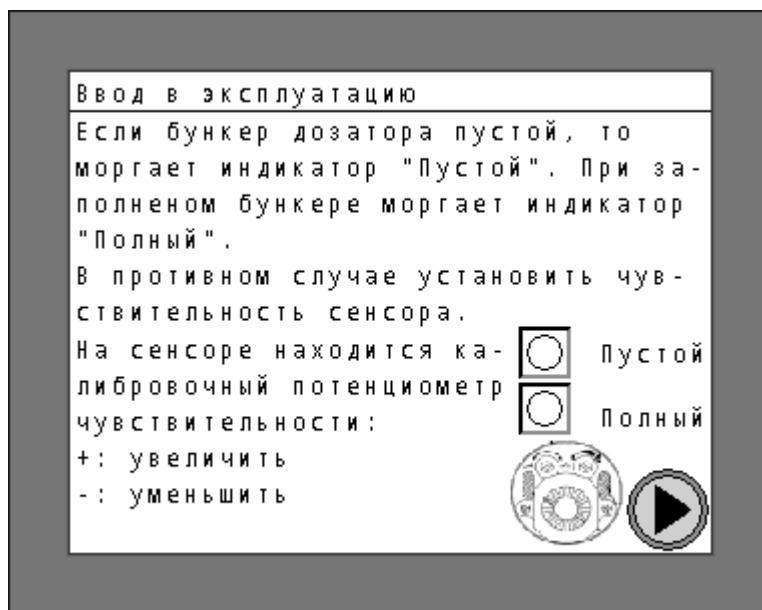 Ввод в эксплуатацию
Если бункер дозатора пустой, то
моргает индикатор "Пустой". При за-
полненом бункере моргает индикатор
"Полный".
В противном случае установить чув-
ствительность сенсора.
На сенсоре находится ка-
либровочный потенциометр
чувствительности:
+: увеличить
-: уменьшить
Пустой
Полный